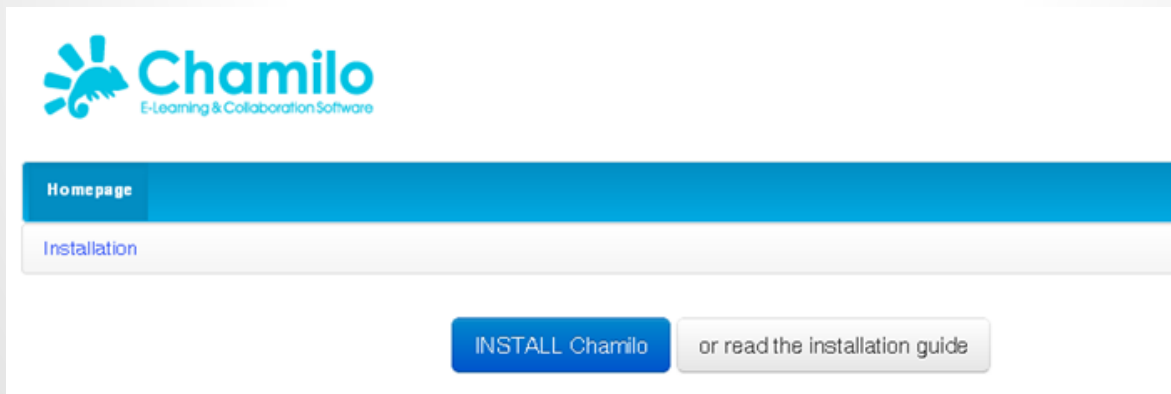 Chamilo
E-Learning & Collaboration Software
Homepage
Installation
INSTALL Chamilo or read the installation guide